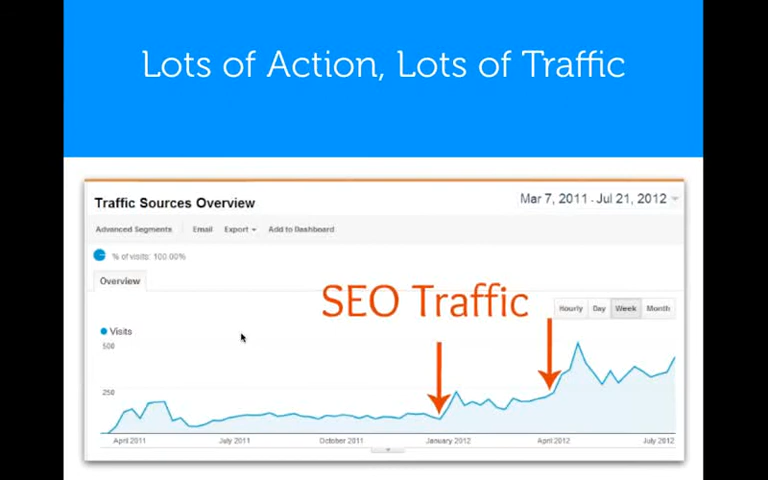 Lots of Action, Lots of Traffic
Traffic Sources Overview
Mar 7, 2011 - Jul 21, 2012
Advanced Segments Email Export Add to Dashboard
% of visits: 100.00%
Overview
SEO Traffic
Hourly Day Week Month
Visits
500
250
April 2011 July 2011 October 2011 January 2012 April 2012 July 2012